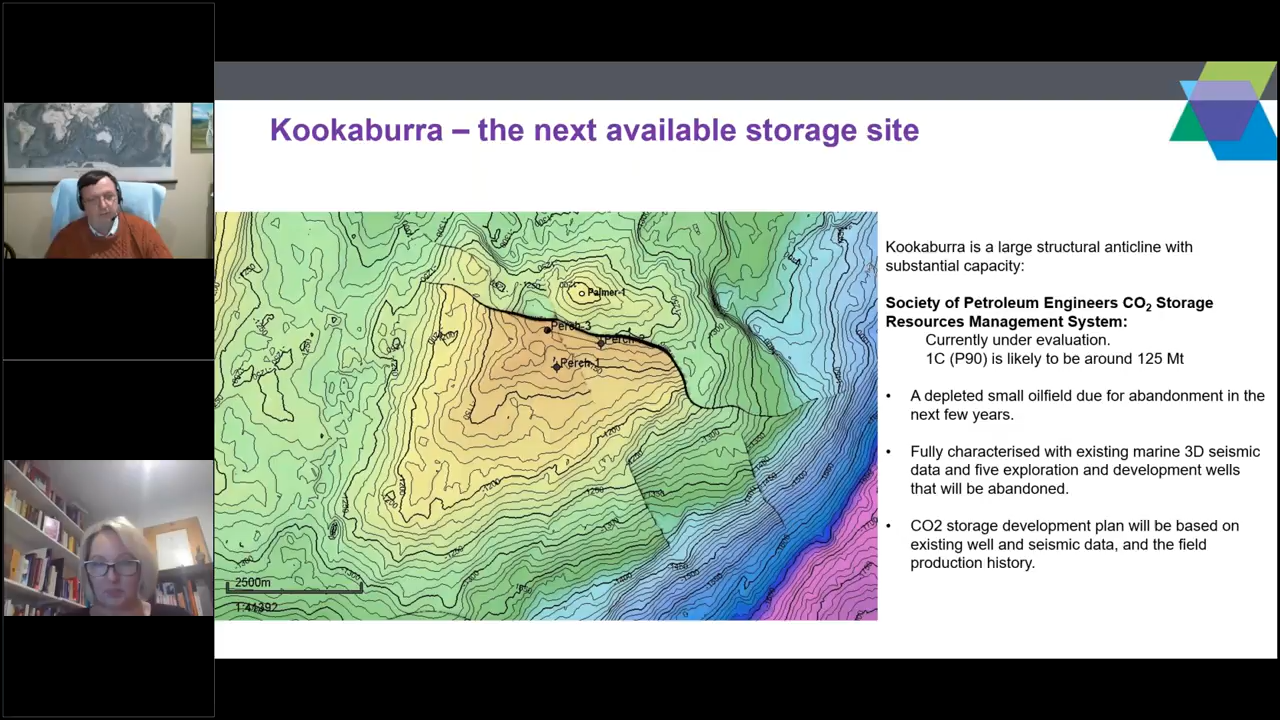 Kookaburra – the next available storage site
Kookaburra is a large structural anticline with
substantial capacity:
Society of Petroleum Engineers CO2 Storage
Resources Management System:
Currently under evaluation.
1C (P90) is likely to be around 125 Mt
• A depleted small oilfield due for abandonment in the
next few years.
• Fully characterised with existing marine 3D seismic
data and five exploration and development wells
that will be abandoned.
• CO2 storage development plan will be based on
existing well and seismic data, and the field
production history.
Palmer-1
Perch-3
Perch-1
2500m
1:41392